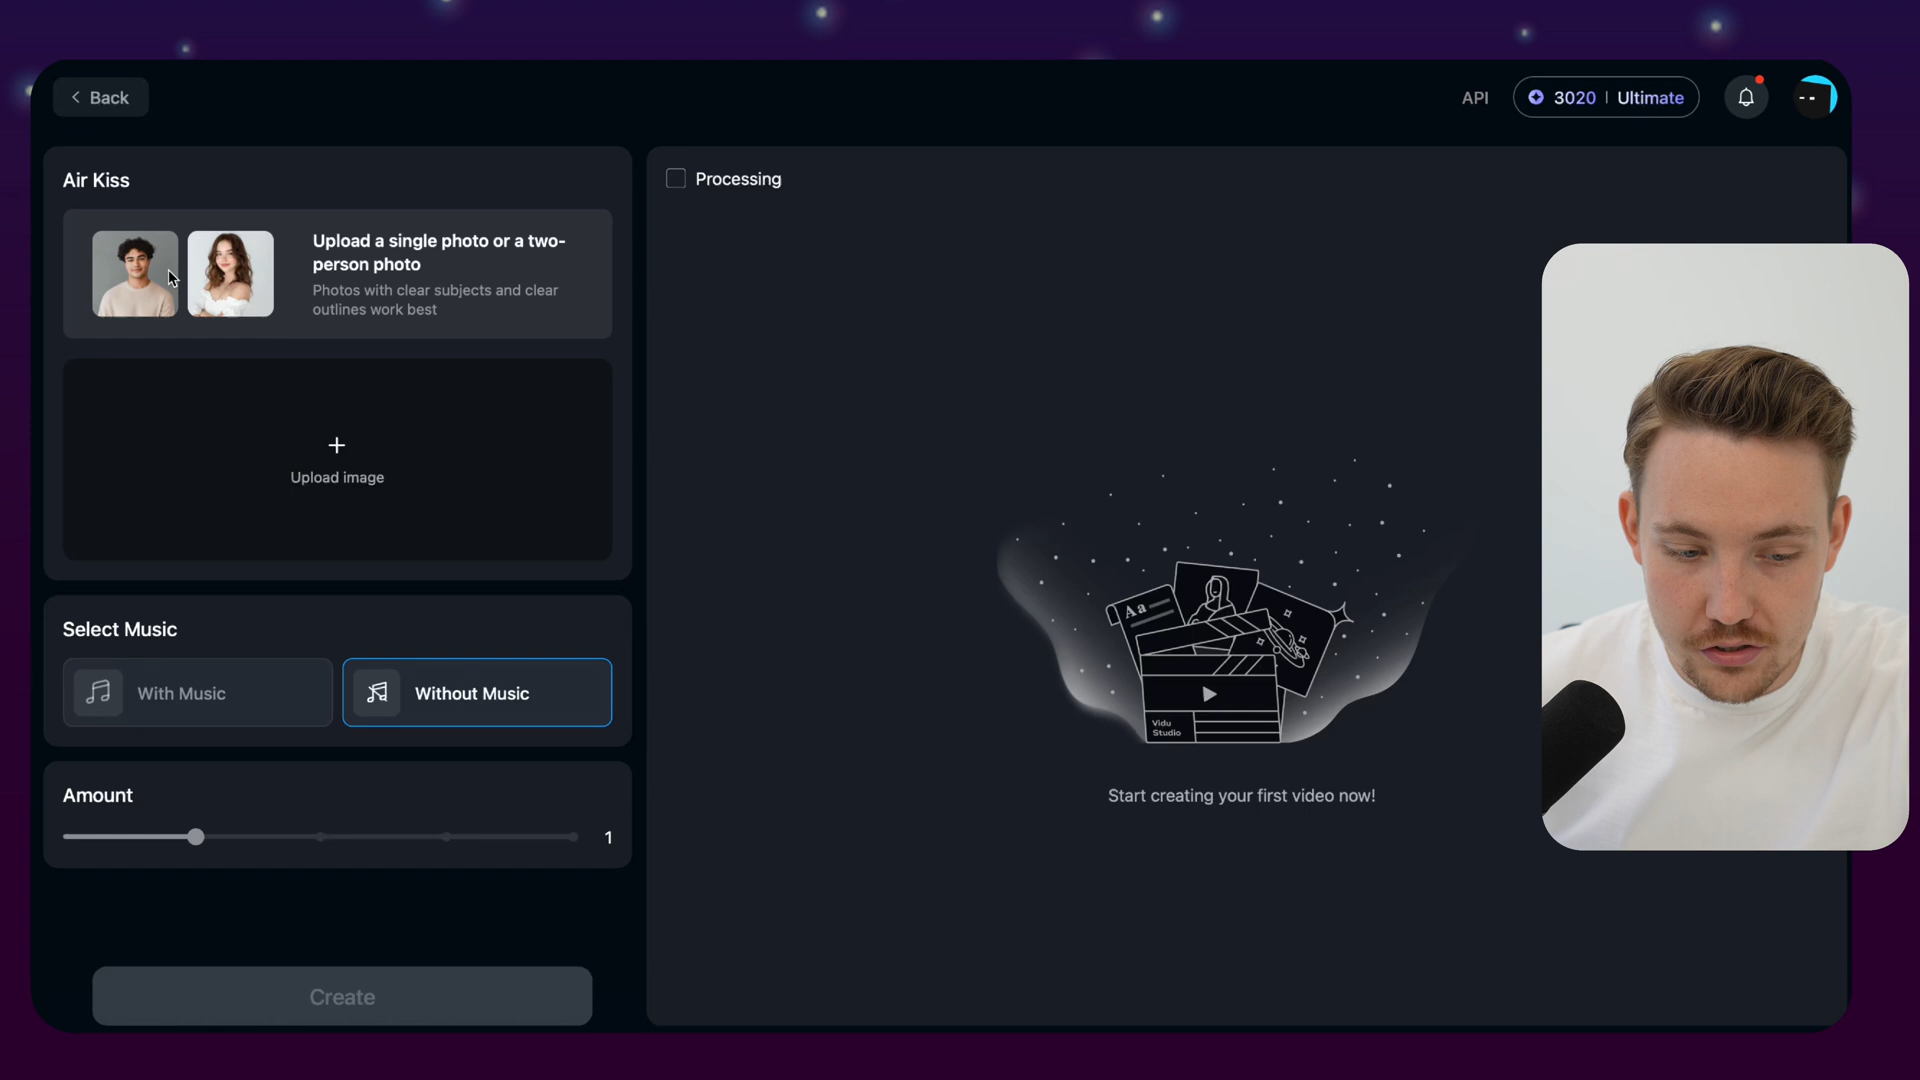 Back
API
3020 | Ultimate
Air Kiss
Upload a single photo or a two-
person photo
Photos with clear subjects and clear
outlines work best
Upload image
Select Music
With Music
Without Music
Amount
1
Create
Processing
Aa
Vidu
Studio
Start creating your first video now!